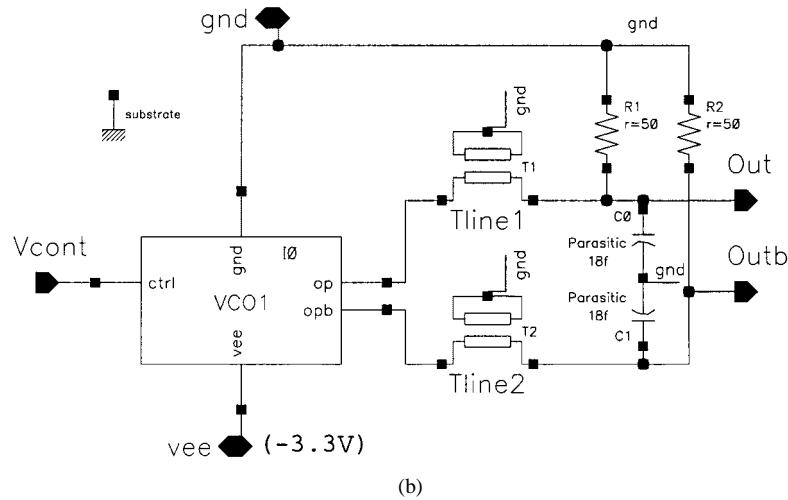 gnd
gnd
substrate
gnd
R1
r=50
R2
r=50
T1
Out
Tline1
C0
Vcont
gnd
I0
Parasitic
18f
gnd
ctrl
op
gnd
Outb
VCO1
opb
Parasitic
18f
vee
T2
C1
Tline2
vee
(-3.3V)
(b)